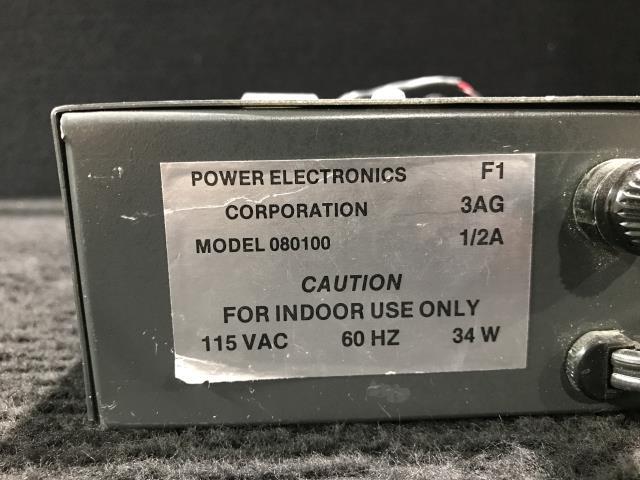 POWER ELECTRONICS F1
CORPORATION 3AG
MODEL 080100 1/2A
CAUTION
FOR INDOOR USE ONLY
115 VAC 60 HZ 34 W